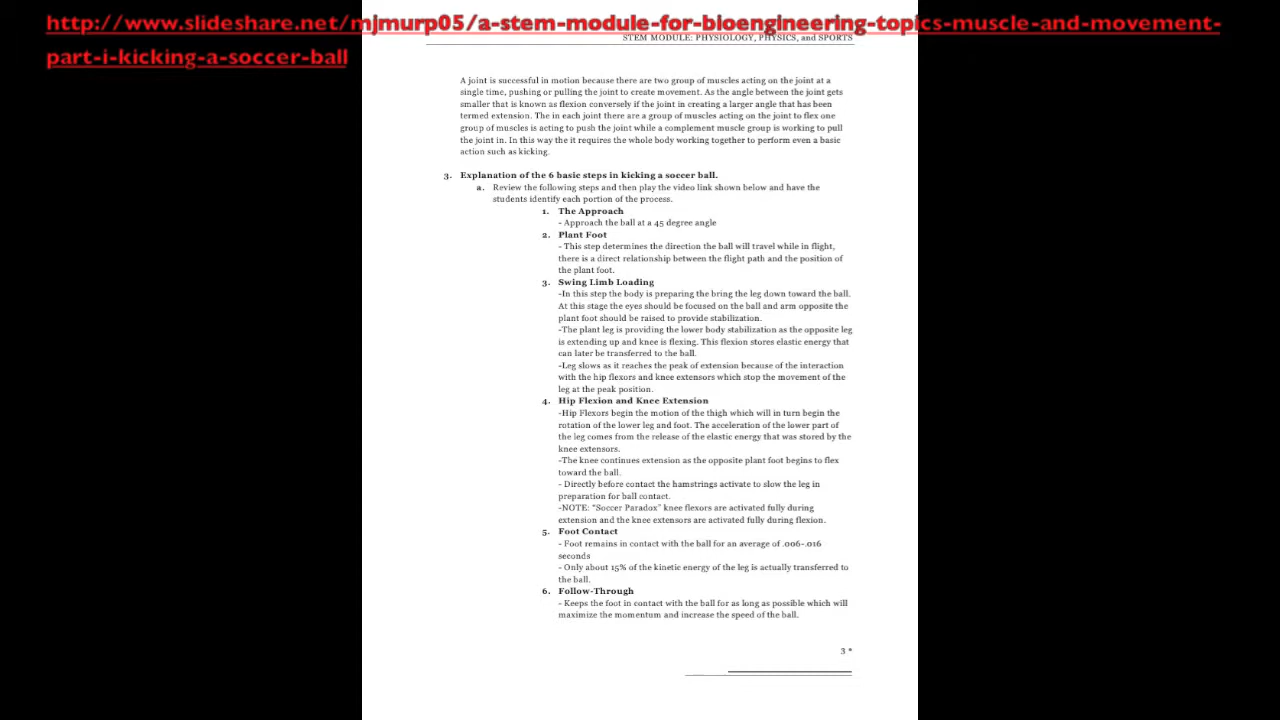 http://www.slideshare.net/mjmurp05/a-stem-module-for-bioengineering-topics-muscle-and-movement-
part-i-kicking-a-soccer-ball
STEM MODULE: PHYSIOLOGY, PHYSICS, and SPORTS
A joint is successful in motion because there are two group of muscles acting on the joint at a
single time, pushing or pulling the joint to create movement. As the angle between the joint gets
smaller that is known as flexion conversely if the joint in creating a larger angle that has been
termed extension. The in each joint there are a group of muscles acting on the joint to flex one
group of muscles is acting to push the joint while a complement muscle group is working to pull
the joint in. In this way the it requires the whole body working together to perform even a basic
action such as kicking.
3. Explanation of the 6 basic steps in kicking a soccer ball.
a. Review the following steps and then play the video link shown below and have the
students identify each portion of the process.
1. The Approach
- Approach the ball at a 45 degree angle
2. Plant Foot
- This step determines the direction the ball will travel while in flight,
there is a direct relationship between the flight path and the position of
the plant foot.
3. Swing Limb Loading
-In this step the body is preparing the bring the leg down toward the ball.
At this stage the eyes should be focused on the ball and arm opposite the
plant foot should be raised to provide stabilization.
-The plant leg is providing the lower body stabilization as the opposite leg
is extending up and knee is flexing. This flexion stores elastic energy that
can later be transferred to the ball.
-Leg slows as it reaches the peak of extension because of the interaction
with the hip flexors and knee extensors which stop the movement of the
leg at the peak position.
4. Hip Flexion and Knee Extension
-Hip Flexors begin the motion of the thigh which will in turn begin the
rotation of the lower leg and foot. The acceleration of the lower part of
the leg comes from the release of the elastic energy that was stored by the
knee extensors.
-The knee continues extension as the opposite plant foot begins to flex
toward the ball.
- Directly before contact the hamstrings activate to slow the leg in
preparation for ball contact.
-NOTE: “Soccer Paradox” knee flexors are activated fully during
extension and the knee extensors are activated fully during flexion.
5. Foot Contact
- Foot remains in contact with the ball for an average of .006-.016
seconds
- Only about 15% of the kinetic energy of the leg is actually transferred to
the ball.
6. Follow-Through
- Keeps the foot in contact with the ball for as long as possible which will
maximize the momentum and increase the speed of the ball.
3 *